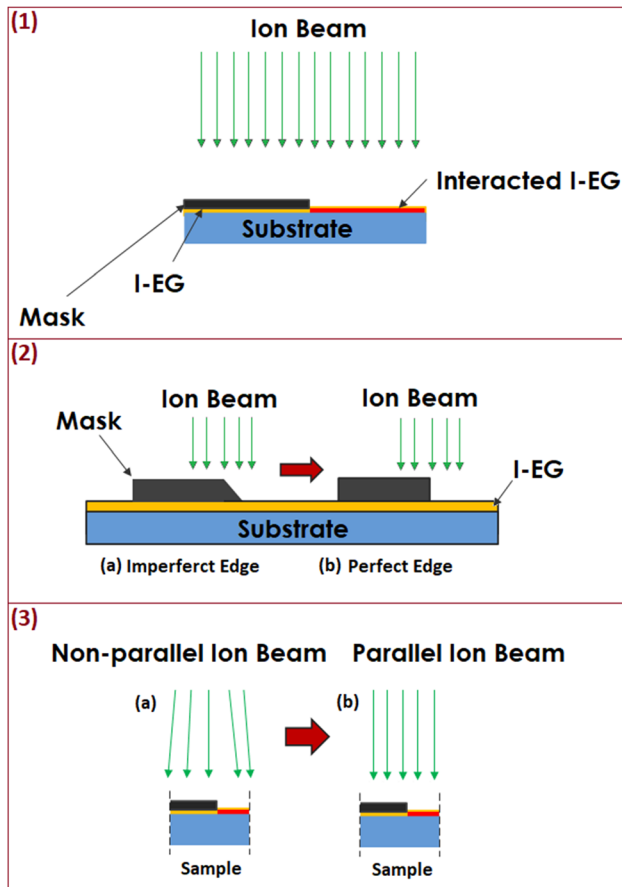 (1)
Ion Beam
Interacted I-EG
Substrate
I-EG
Mask
(2)
Ion Beam
Ion Beam
Mask
I-EG
Substrate
(a) Imperferct Edge
(b) Perfect Edge
(3)
Non-parallel Ion Beam
Parallel Ion Beam
(a)
(b)
Sample
Sample